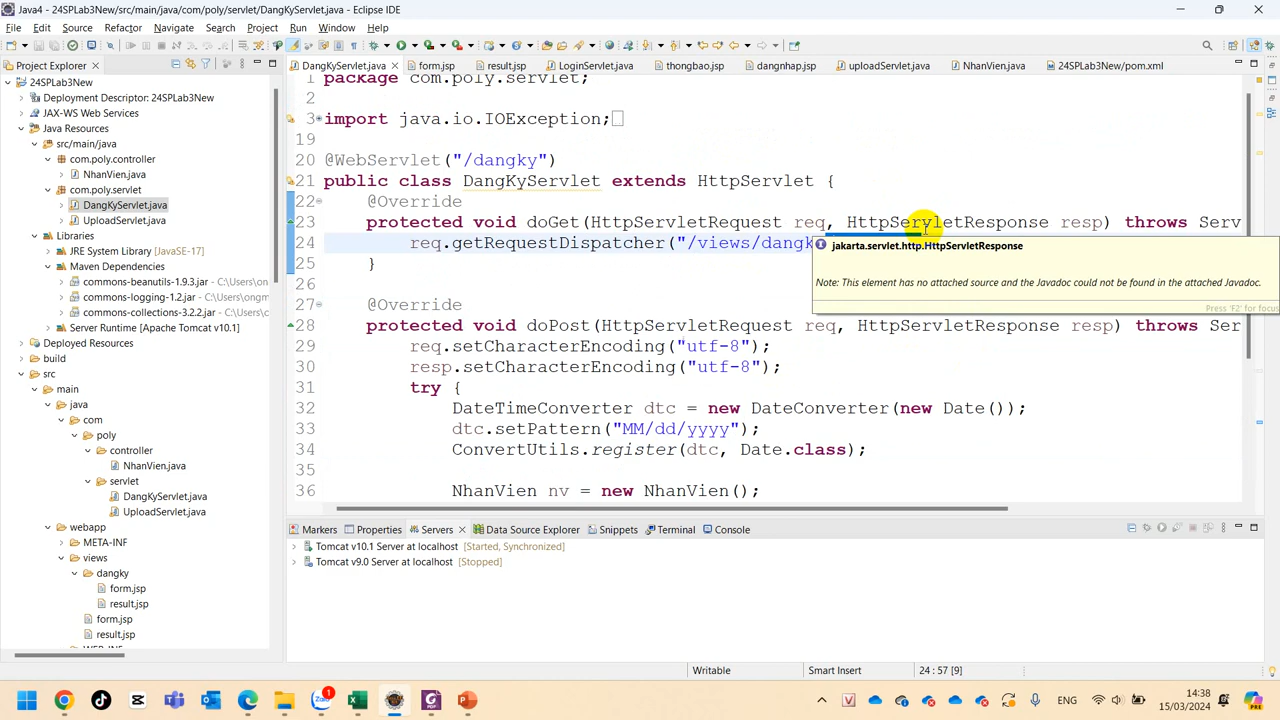 Java4 - 24SPLab3New/src/main/java/com/poly/servlet/DangKyServlet.java - Eclipse IDE
File Edit Source Refactor Navigate Search Project Run Window Help
Project Explorer
24SPLab3New
Deployment Descriptor: 24SPLab3New
JAX-WS Web Services
Java Resources
src/main/java
com.poly.controller
NhanVien.java
com.poly.servlet
DangKyServlet.java
UploadServlet.java
Libraries
JRE System Library [JavaSE-17]
Maven Dependencies
commons-beanutils-1.9.3.jar - C:\Users\ong
commons-logging-1.2.jar - C:\Users\ongm
commons-collections-3.2.2.jar - C:\Users\o
Server Runtime [Apache Tomcat v10.1]
Deployed Resources
build
src
main
java
com
poly
controller
NhanVien.java
servlet
DangKyServlet.java
UploadServlet.java
webapp
META-INF
views
dangky
form.jsp
result.jsp
form.jsp
result.jsp
DangKyServlet.java form.jsp result.jsp LoginServlet.java thongbao.jsp dangnhap.jsp uploadServlet.java NhanVien.java 24SPLab3New/pom.xml
1 package com.poly.servlet;
2
3 import java.io.IOException;
19
20 @WebServlet("/dangky")
21 public class DangKyServlet extends HttpServlet {
22 @Override
23 protected void doGet(HttpServletRequest req, HttpServletResponse resp) throws Serv
24 req.getRequestDispatcher("/views/dangk
25 }
jakarta.servlet.http.HttpServletResponse
Note: This element has no attached source and the Javadoc could not be found in the attached Javadoc.
Press 'F2' for focus
27 @Override
28 protected void doPost(HttpServletRequest req, HttpServletResponse resp) throws Serv
29 req.setCharacterEncoding("utf-8");
30 resp.setCharacterEncoding("utf-8");
31 try {
32 DateTimeConverter dtc = new DateConverter(new Date());
33 dtc.setPattern("MM/dd/yyyy");
34 ConvertUtils.register(dtc, Date.class);
35
36 NhanVien nv = new NhanVien();
Markers Properties Servers Data Source Explorer Snippets Terminal Console
Tomcat v10.1 Server at localhost [Started, Synchronized]
Tomcat v9.0 Server at localhost [Stopped]
Writable Smart Insert 24 : 57 [9]
ENG 14:38
15/03/2024